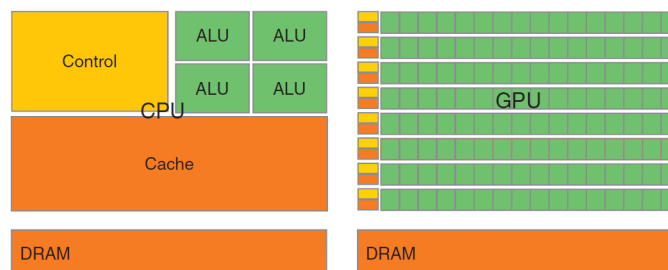 Control
ALU
ALU
ALU
ALU
CPU
Cache
DRAM
GPU
DRAM